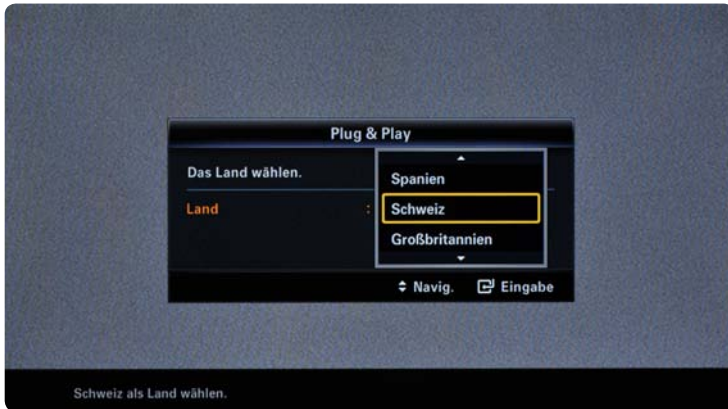 Plug & Play
Das Land wählen.
Land :
Spanien
Schweiz
Großbritannien
Navig. Eingabe
Schweiz als Land wählen.